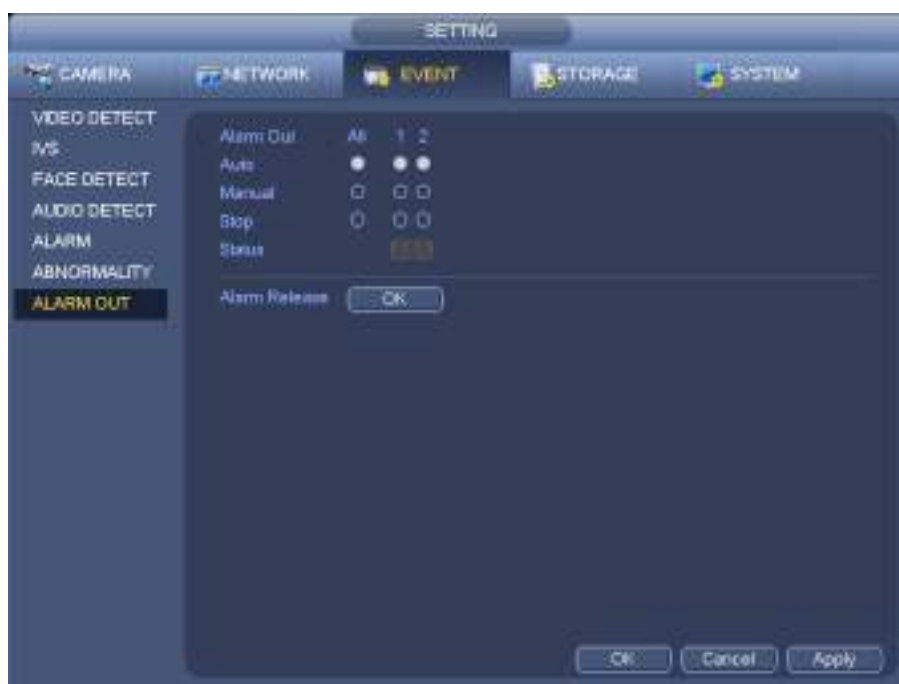 SETTING
CAMERA NETWORK EVENT STORAGE SYSTEM
VIDEO DETECT
IVS
FACE DETECT
AUDIO DETECT
ALARM
ABNORMALITY
ALARM OUT
Alarm Out All 1 2
Auto
Manual
Stop
Status
Alarm Release OK
OK Cancel Apply